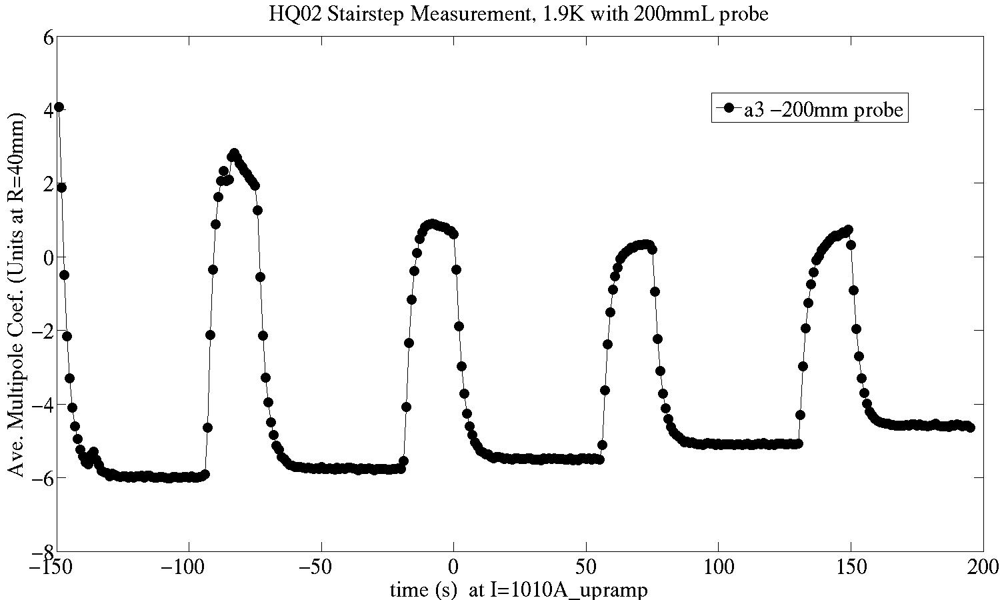 HQ02 Stairstep Measurement, 1.9K with 200mmL probe
Ave. Multipole Coef. (Units at R=40mm)
6
4
2
0
−2
−4
−6
−8
a3 −200mm probe
−150 −100 −50 0 50 100 150 200
time (s)  at I=1010A_upramp